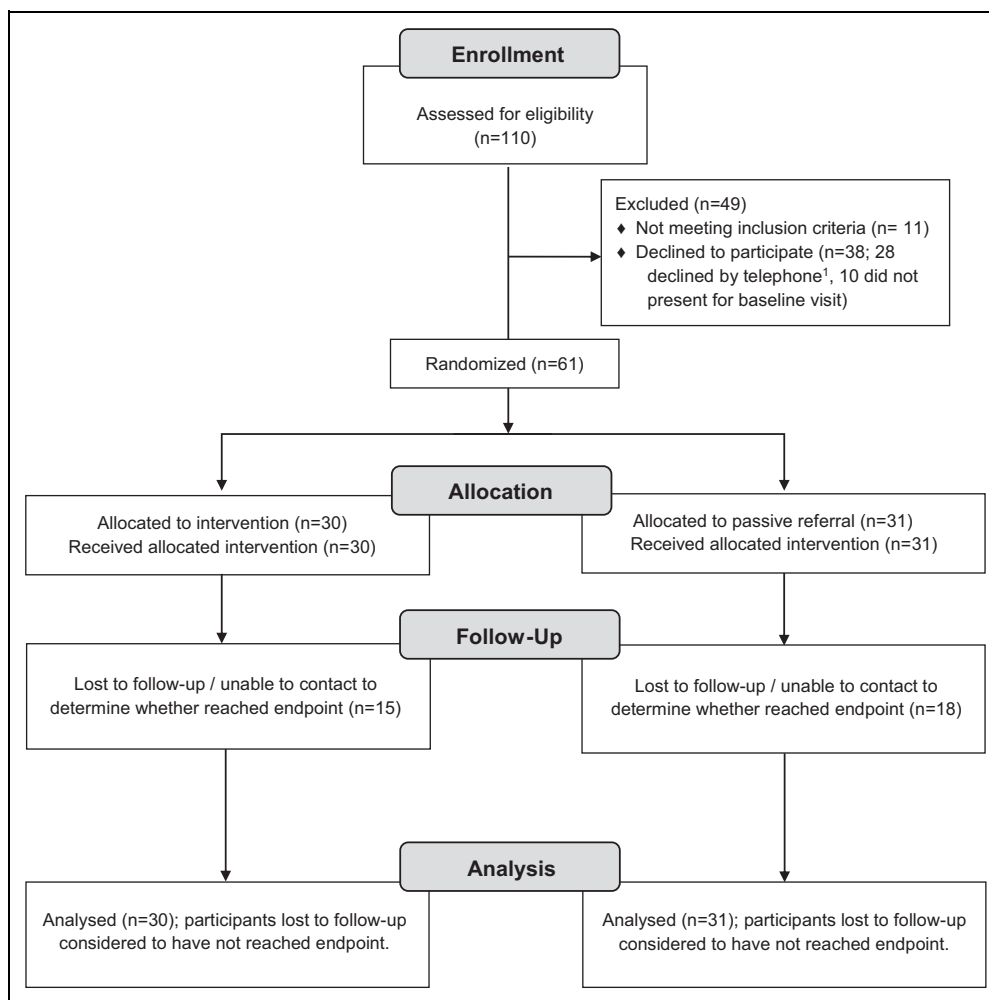 Enrollment
Assessed for eligibility
(n=110)
Excluded (n=49)
♦ Not meeting inclusion criteria (n= 11)
♦ Declined to participate (n=38; 28
declined by telephone¹, 10 did not
present for baseline visit)
Randomized (n=61)
Allocation
Allocated to intervention (n=30)
Received allocated intervention (n=30)
Allocated to passive referral (n=31)
Received allocated intervention (n=31)
Follow-Up
Lost to follow-up / unable to contact to
determine whether reached endpoint (n=15)
Lost to follow-up / unable to contact to
determine whether reached endpoint (n=18)
Analysis
Analysed (n=30); participants lost to follow-up
considered to have not reached endpoint.
Analysed (n=31); participants lost to follow-up
considered to have not reached endpoint.